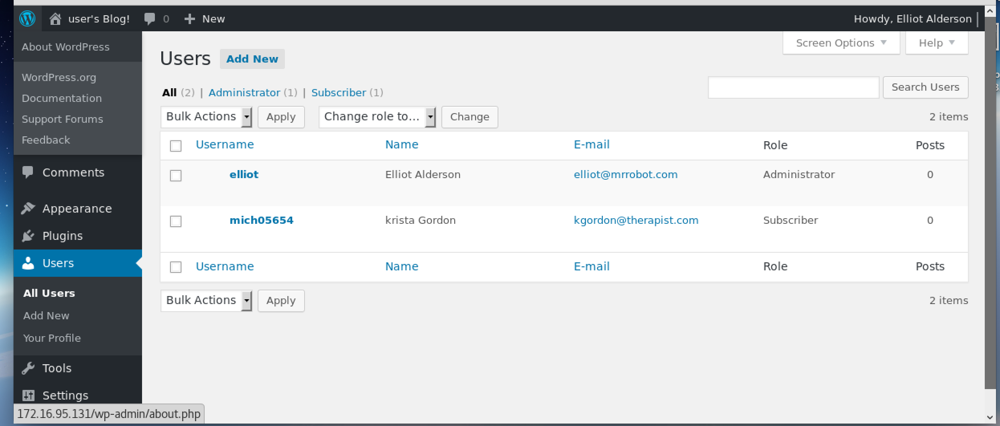 user's Blog! 0 New Howdy, Elliot Alderson
About WordPress
WordPress.org
Documentation
Support Forums
Feedback
Comments
Appearance
Plugins
Users
All Users
Add New
Your Profile
Tools
Settings
172.16.95.131/wp-admin/about.php
Screen Options Help
Users Add New
All (2) | Administrator (1) | Subscriber (1)
Search Users
Bulk Actions Apply Change role to... Change 2 items
Username Name E-mail Role Posts
elliot Elliot Alderson elliot@mrrobot.com Administrator 0
mich05654 krista Gordon kgordon@therapist.com Subscriber 0
Username Name E-mail Role Posts
Bulk Actions Apply 2 items